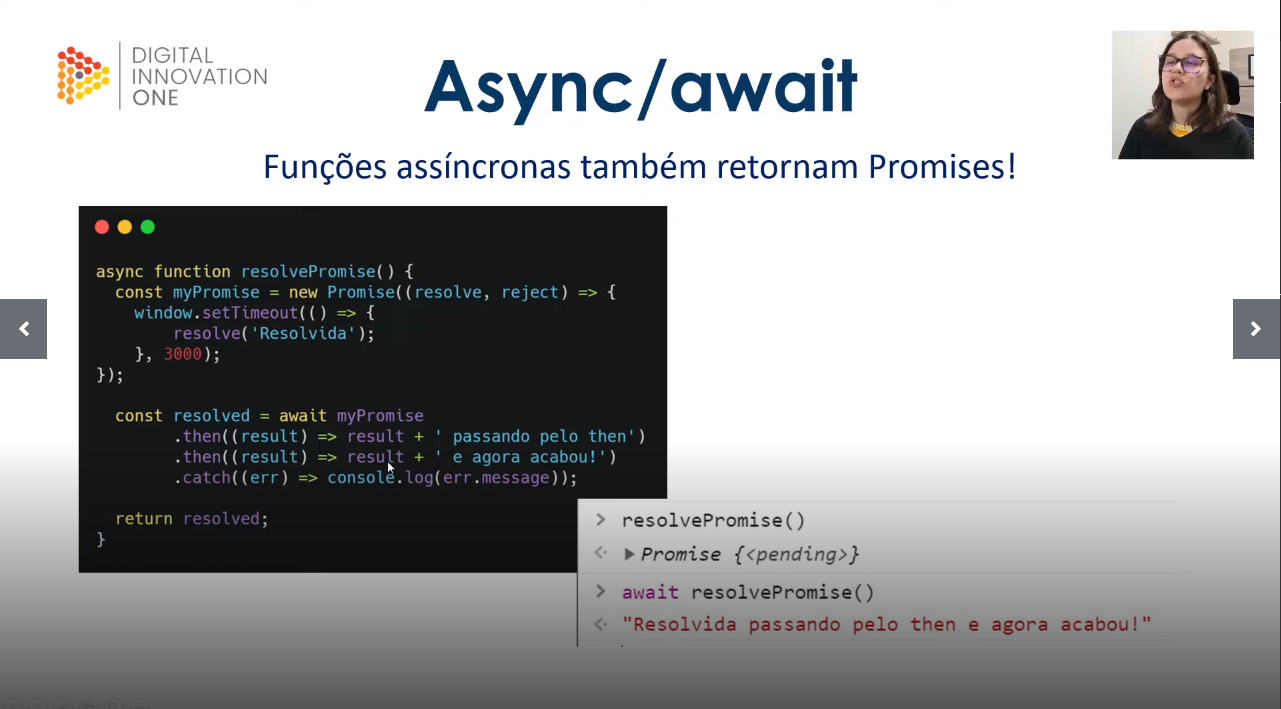 DIGITAL
INNOVATION
ONE
Async/await
Funções assíncronas também retornam Promises!
async function resolvePromise() {
  const myPromise = new Promise((resolve, reject) => {
    window.setTimeout(() => {
        resolve('Resolvida');
    }, 3000);
});
  const resolved = await myPromise
        .then((result) => result + ' passando pelo then')
        .then((result) => result + ' e agora acabou!')
        .catch((err) => console.log(err.message));
  return resolved;
}
> resolvePromise()
Promise {<pending>}
> await resolvePromise()
"Resolvida passando pelo then e agora acabou!"